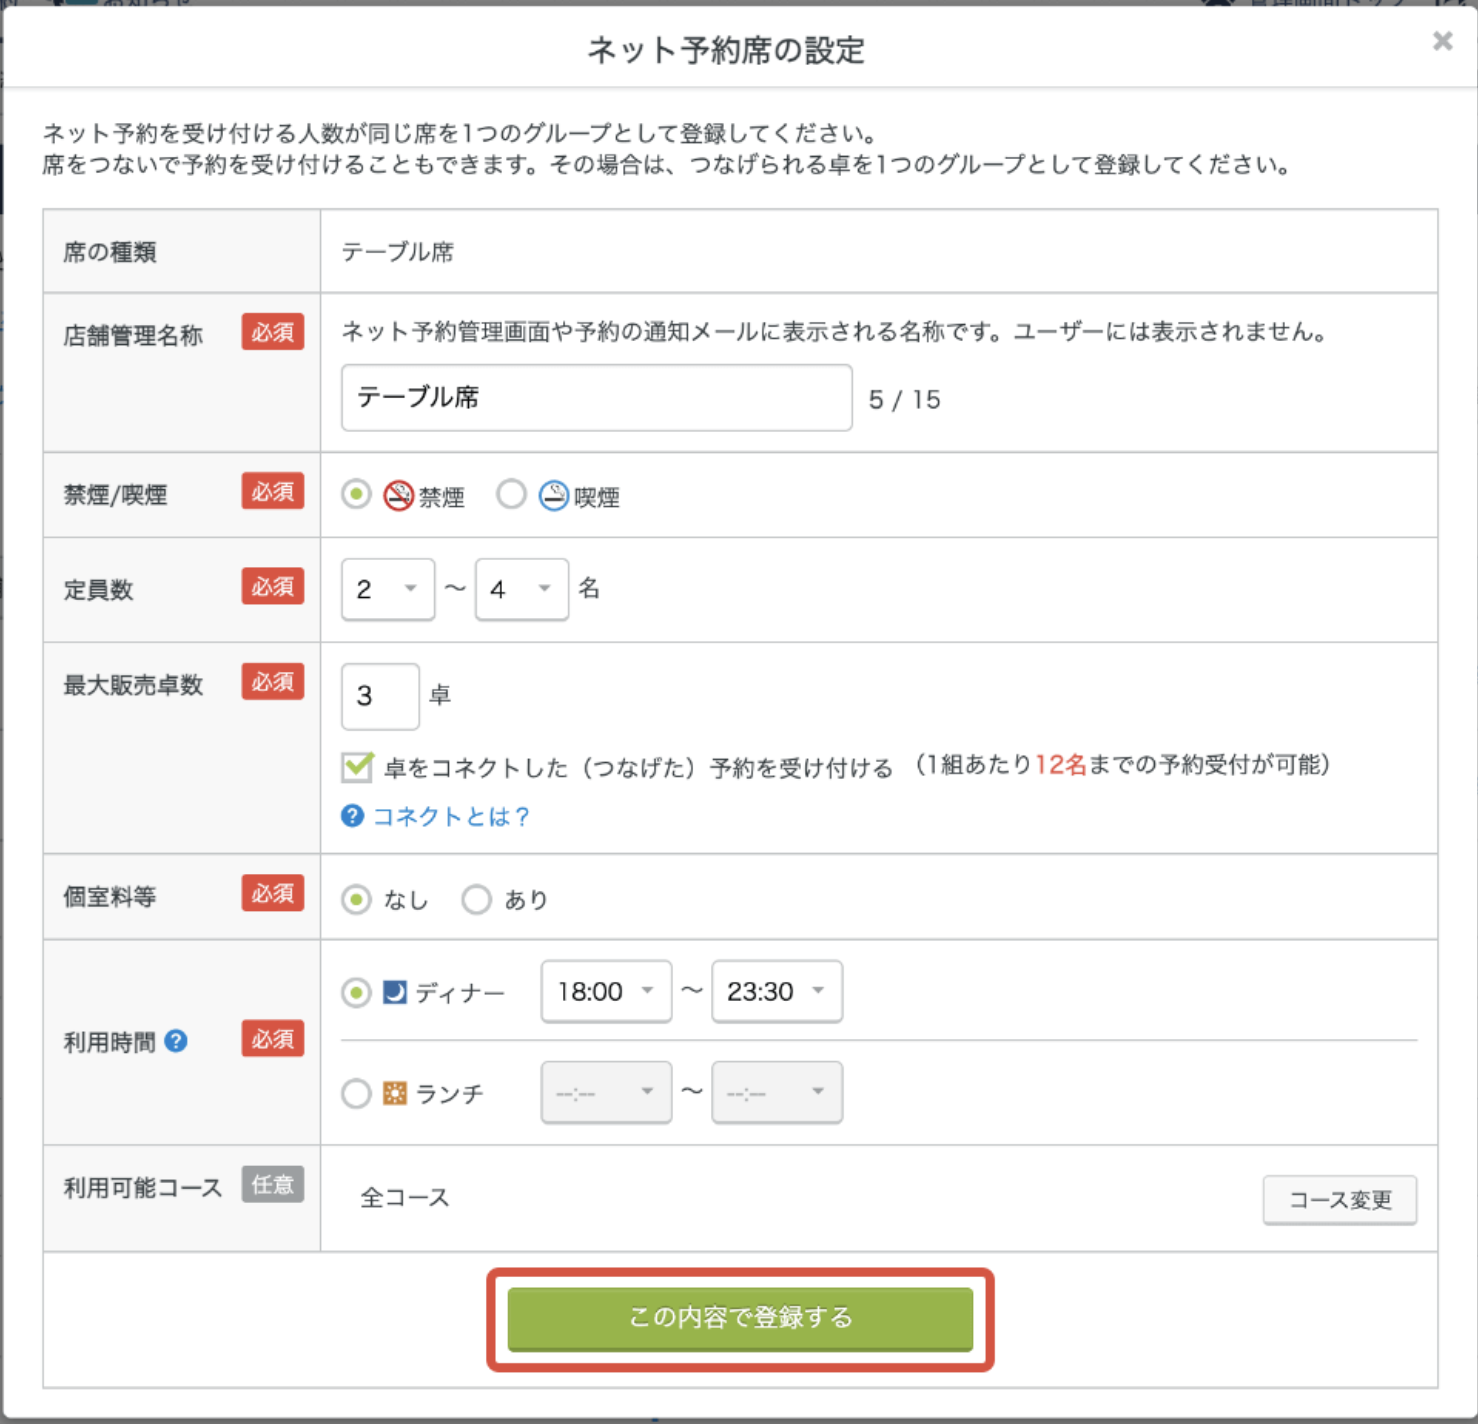 ネット予約席の設定
×
ネット予約を受け付ける人数が同じ席を1つのグループとして登録してください。
席をつないで予約を受け付けることもできます。その場合は、つなげられる卓を1つのグループとして登録してください。
席の種類 テーブル席
店舗管理名称 必須 ネット予約管理画面や予約の通知メールに表示される名称です。ユーザーには表示されません。
テーブル席 5 / 15
禁煙/喫煙 必須 禁煙 喫煙
定員数 必須 2 〜 4 名
最大販売卓数 必須 3 卓
卓をコネクトした（つなげた）予約を受け付ける （1組あたり12名までの予約受付が可能）
? コネクトとは？
個室料等 必須 なし あり
利用時間 ? 必須 ディナー 18:00 〜 23:30
ランチ --:-- 〜 --:--
利用可能コース 任意 全コース コース変更
この内容で登録する